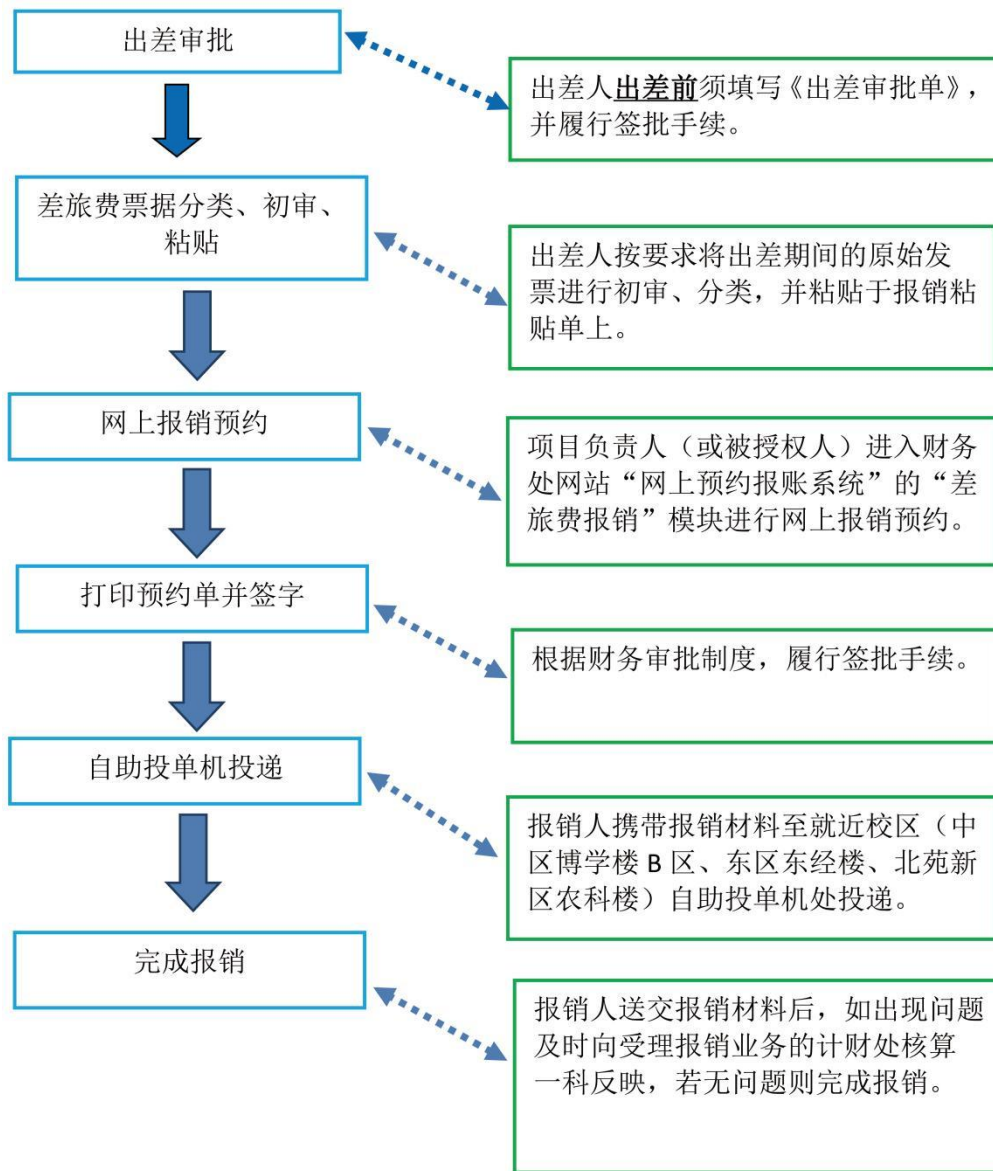 出差审批
出差人出差前须填写《出差审批单》，
并履行签批手续。
差旅费票据分类、初审、
粘贴
出差人按要求将出差期间的原始发
票进行初审、分类，并粘贴于报销粘
贴单上。
网上报销预约
项目负责人（或被授权人）进入财务
处网站“网上预约报账系统”的“差
旅费报销”模块进行网上报销预约。
打印预约单并签字
根据财务审批制度，履行签批手续。
自助投单机投递
报销人携带报销材料至就近校区（中
区博学楼 B 区、东区东经楼、北苑新
区农科楼）自助投单机处投递。
完成报销
报销人送交报销材料后，如出现问题
及时向受理报销业务的计财处核算
一科反映，若无问题则完成报销。